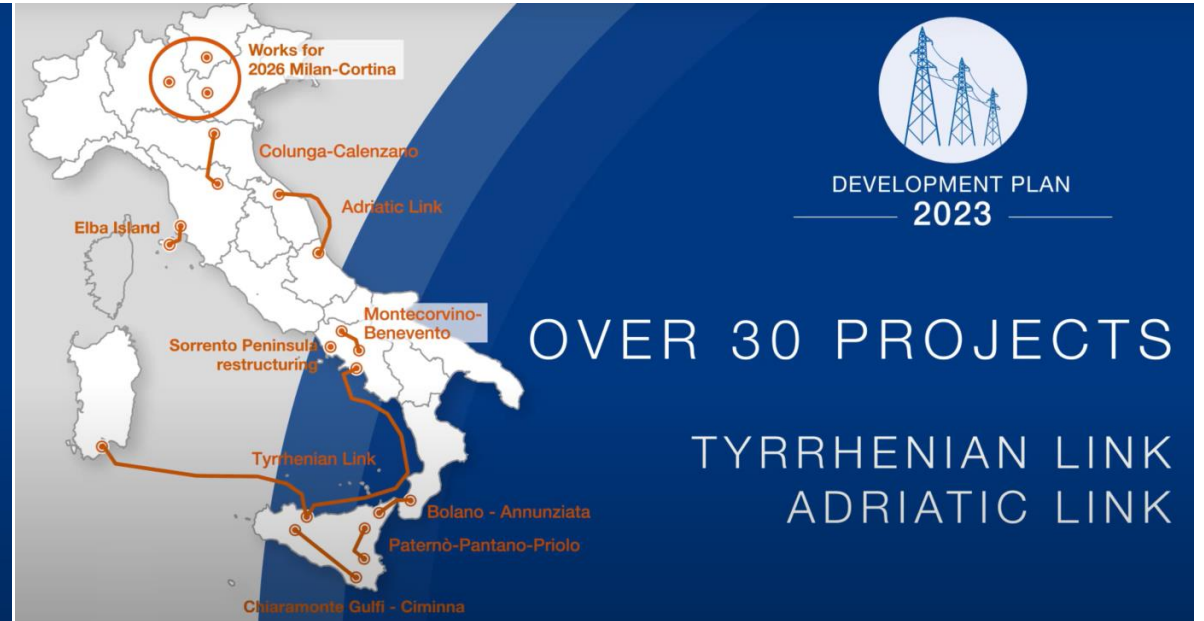 Works for
2026 Milan-Cortina
Colunga-Calenzano
Adriatic Link
Elba Island
Montecorvino-
Benevento
Sorrento Peninsula
restructuring
Tyrrhenian Link
Bolano - Annunziata
Paternò-Pantano-Priolo
Chiaramonte Gulfi - Ciminna
DEVELOPMENT PLAN
2023
OVER 30 PROJECTS
TYRRHENIAN LINK
ADRIATIC LINK